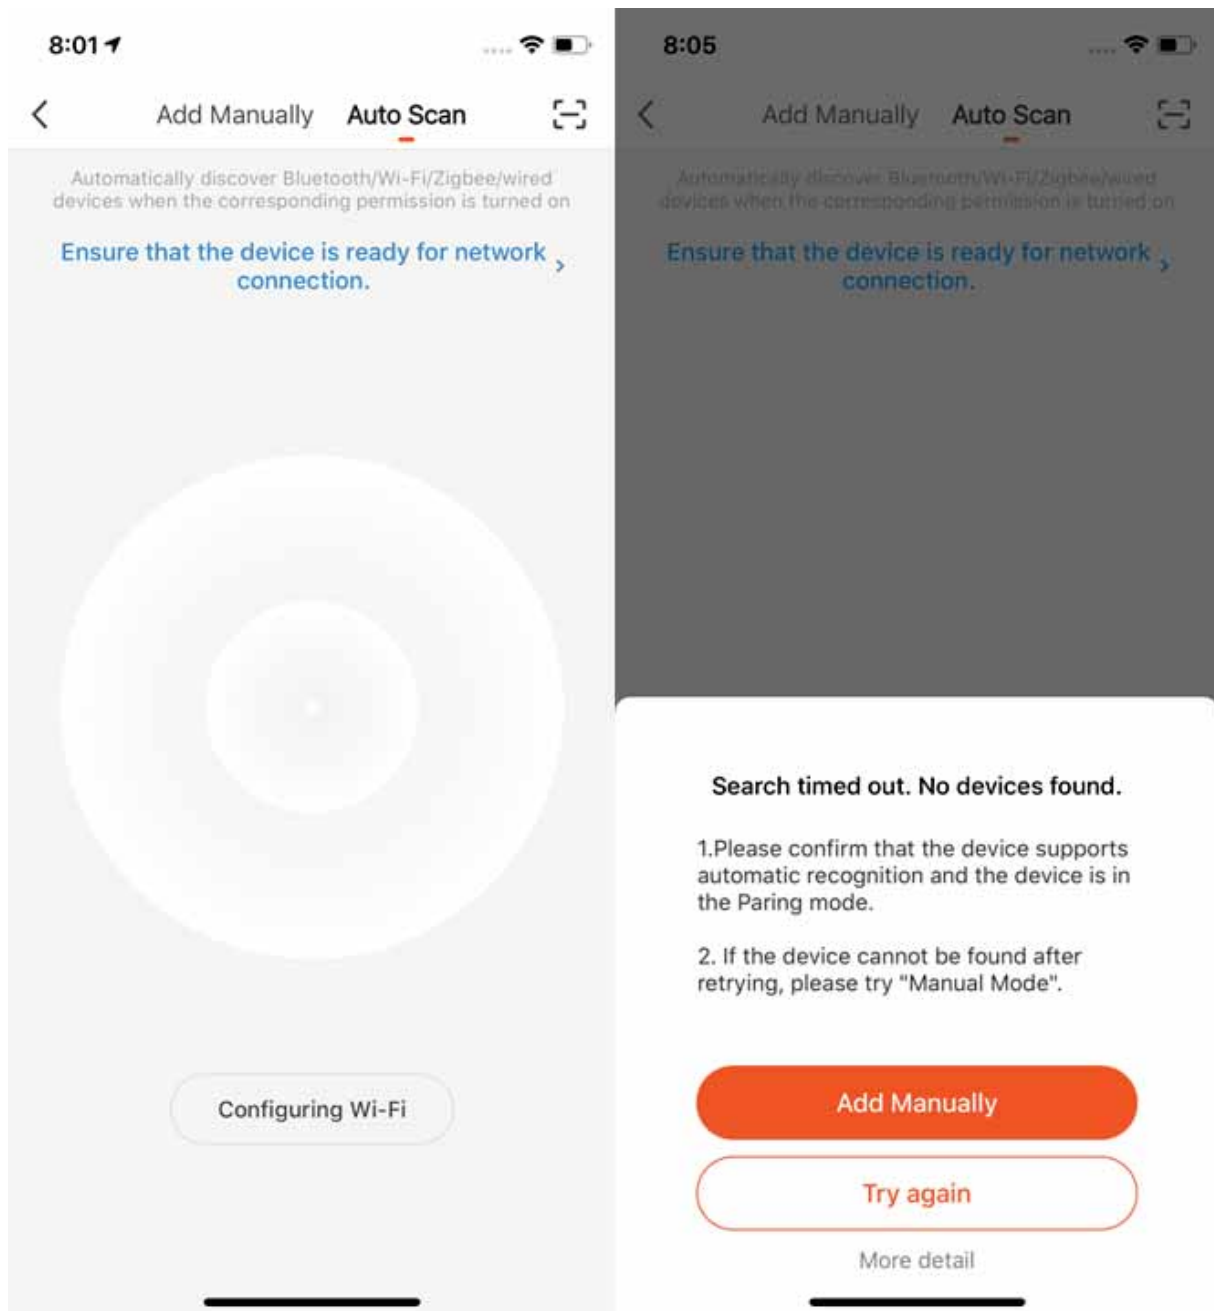 8:01
Add Manually Auto Scan
Automatically discover Bluetooth/Wi-Fi/Zigbee/wired
devices when the corresponding permission is turned on
Ensure that the device is ready for network
connection.
Configuring Wi-Fi
8:05
Add Manually Auto Scan
Automatically discover Bluetooth/Wi-Fi/Zigbee/wired
devices when the corresponding permission is turned on
Ensure that the device is ready for network
connection.
Search timed out. No devices found.
1.Please confirm that the device supports
automatic recognition and the device is in
the Paring mode.
2. If the device cannot be found after
retrying, please try "Manual Mode".
Add Manually
Try again
More detail